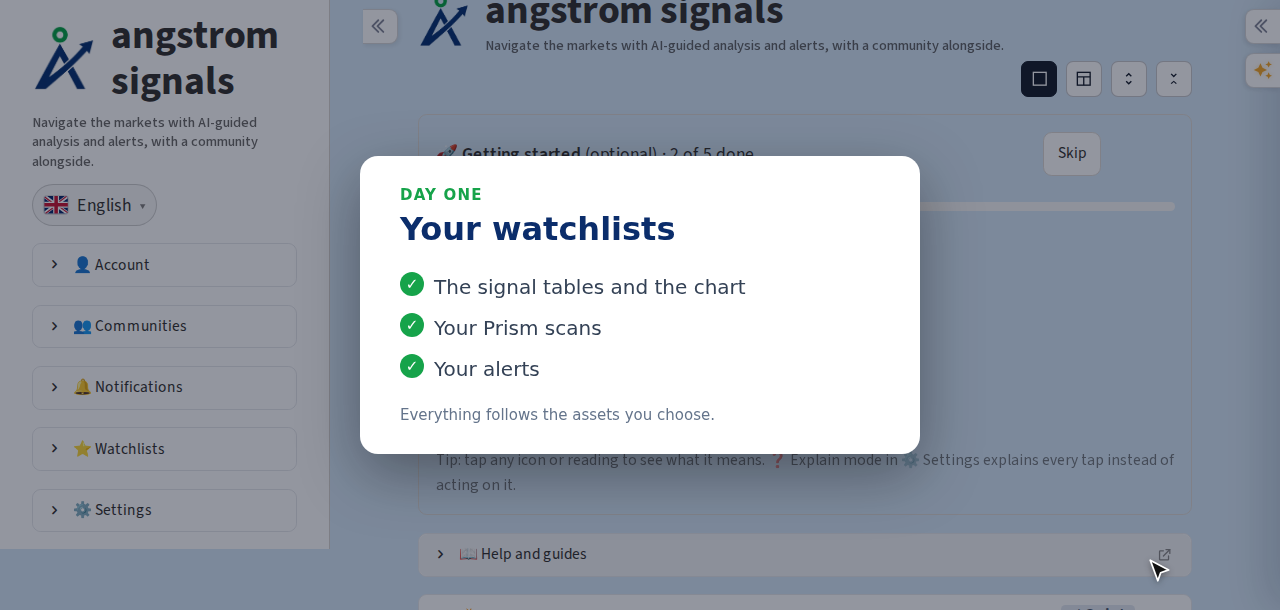 angstrom
signals
Navigate the markets with AI-guided
analysis and alerts, with a community
alongside.
English
Account
Communities
Notifications
Watchlists
Settings
angstrom signals
Navigate the markets with AI-guided analysis and alerts, with a community alongside.
Getting started (optional) · 2 of 5 done
Skip
DAY ONE
Your watchlists
The signal tables and the chart
Your Prism scans
Your alerts
Everything follows the assets you choose.
Tip: tap any icon or reading to see what it means. ❓ Explain mode in ⚙️ Settings explains every tap instead of
acting on it.
Help and guides